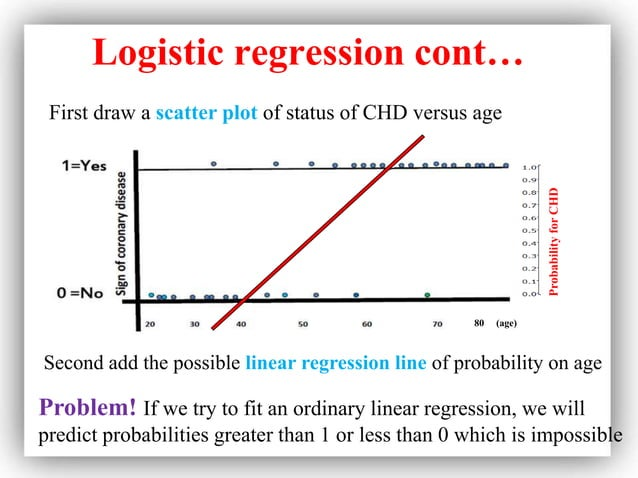 Logistic regression cont…
First draw a scatter plot of status of CHD versus age
1=Yes
0 =No
Sign of coronary disease
1.0
0.9
0.8
0.7
0.6
0.5
0.4
0.3
0.2
0.1
0.0
Probability for CHD
20 30 40 50 60 70 80 (age)
Second add the possible linear regression line of probability on age
Problem! If we try to fit an ordinary linear regression, we will
predict probabilities greater than 1 or less than 0 which is impossible